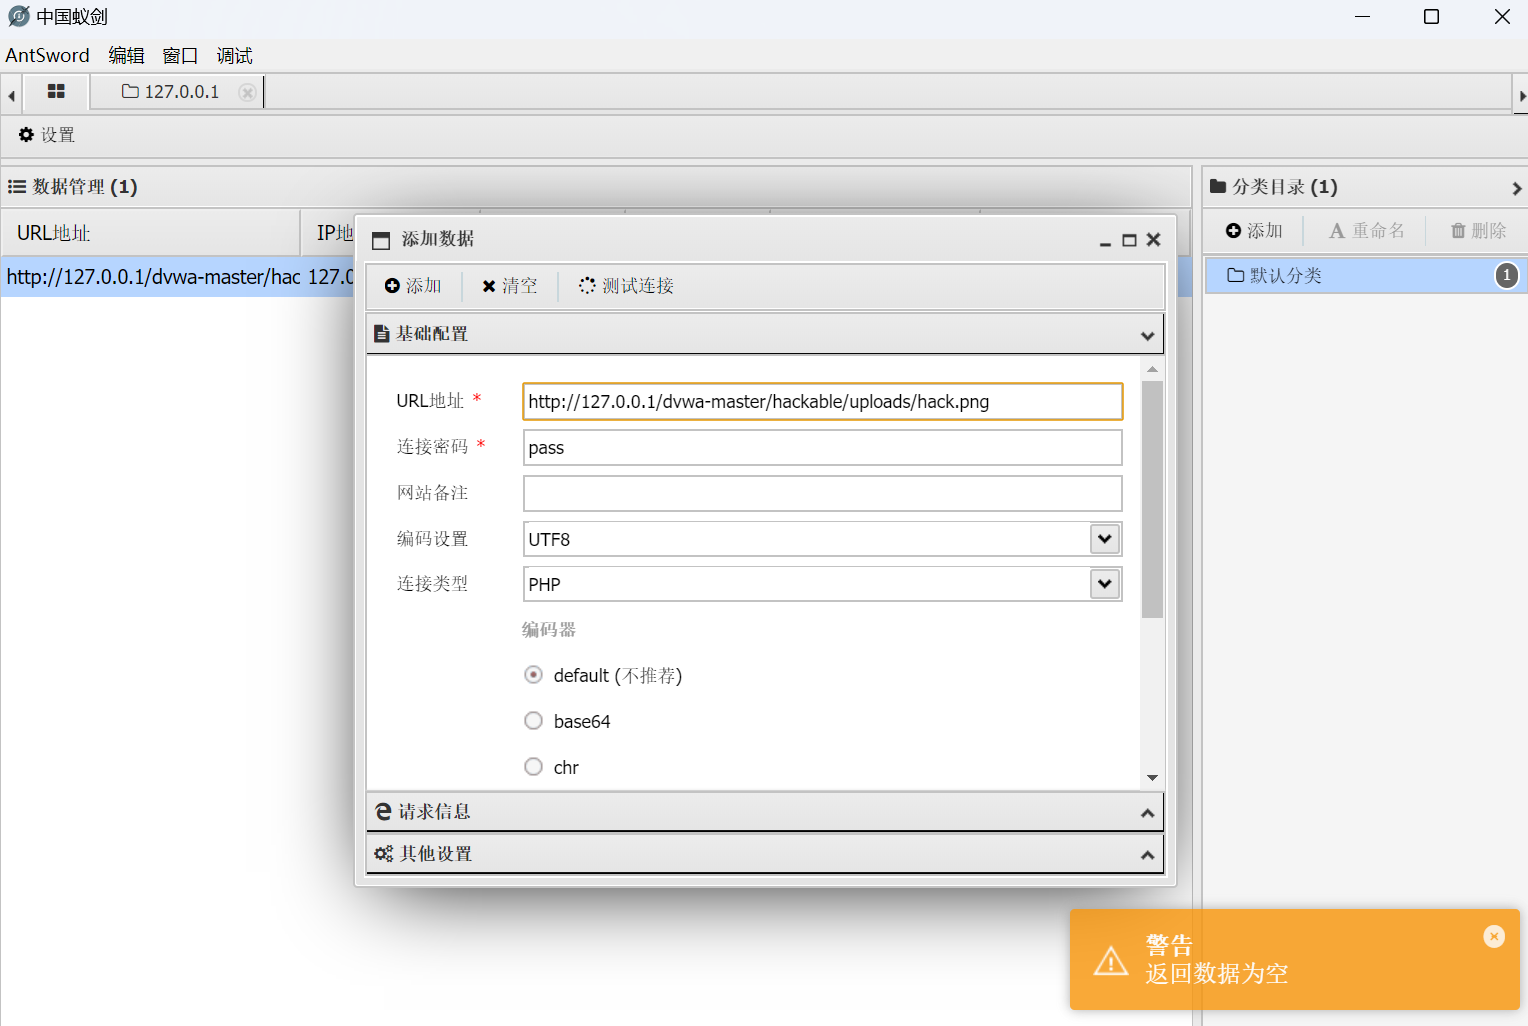 中国蚁剑
AntSword 编辑 窗口 调试
127.0.0.1
设置
数据管理 (1)
分类目录 (1)
URL地址 IP地
添加 重命名 删除
http://127.0.0.1/dvwa-master/hac 127.0
默认分类 1
添加数据
添加 清空 测试连接
基础配置
URL地址 * http://127.0.0.1/dvwa-master/hackable/uploads/hack.png
连接密码 * pass
网站备注
编码设置 UTF8
连接类型 PHP
编码器
default (不推荐)
base64
chr
请求信息
其他设置
警告
返回数据为空